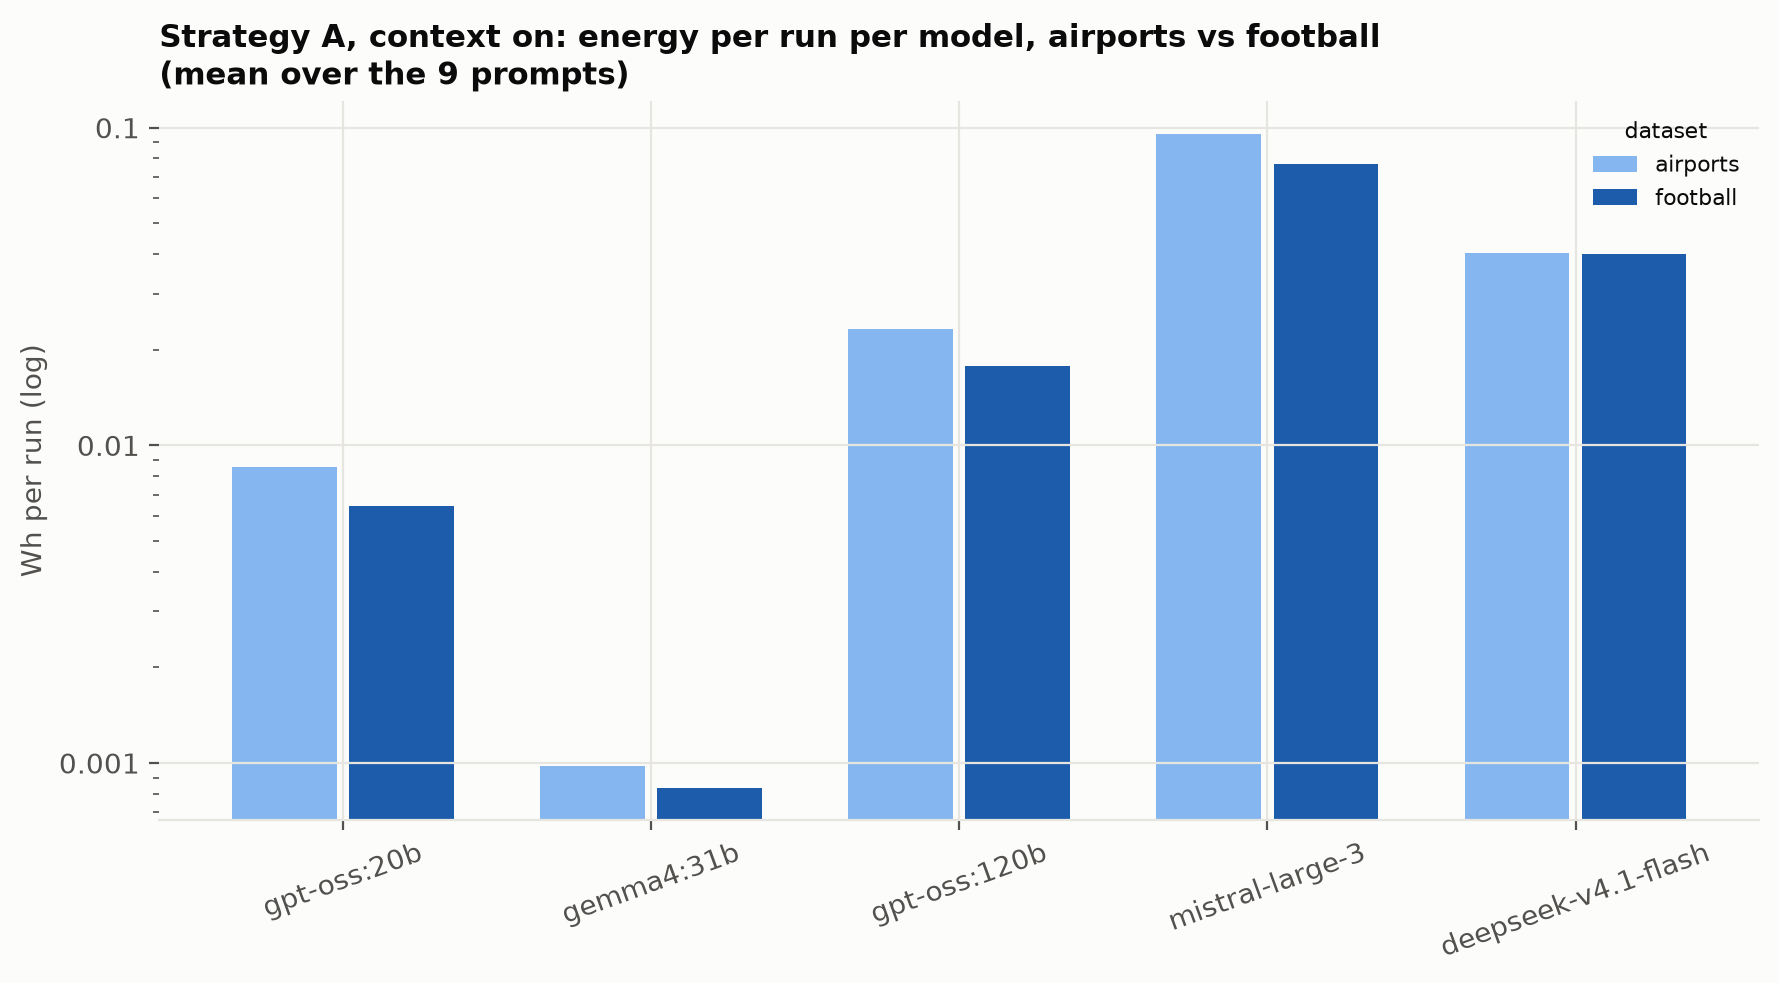 Strategy A, context on: energy per run per model, airports vs football
(mean over the 9 prompts)
dataset
airports
football
Wh per run (log)
0.1
0.01
0.001
gpt-oss:20b
gemma4:31b
gpt-oss:120b
mistral-large-3
deepseek-v4.1-flash